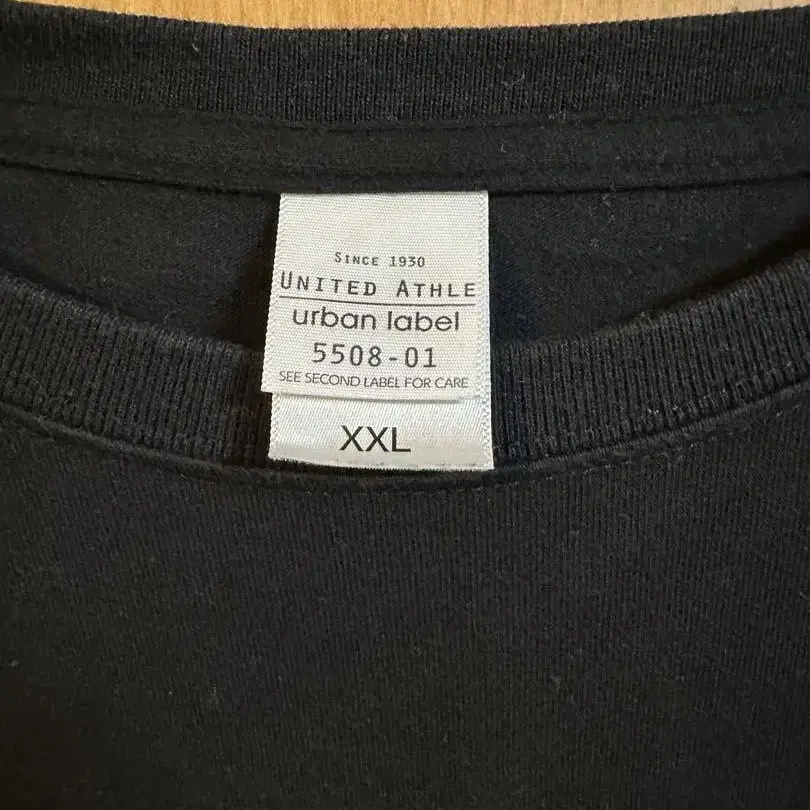 SINCE 1930
UNITED ATHLE
urban label
5508-01
SEE SECOND LABEL FOR CARE
XXL